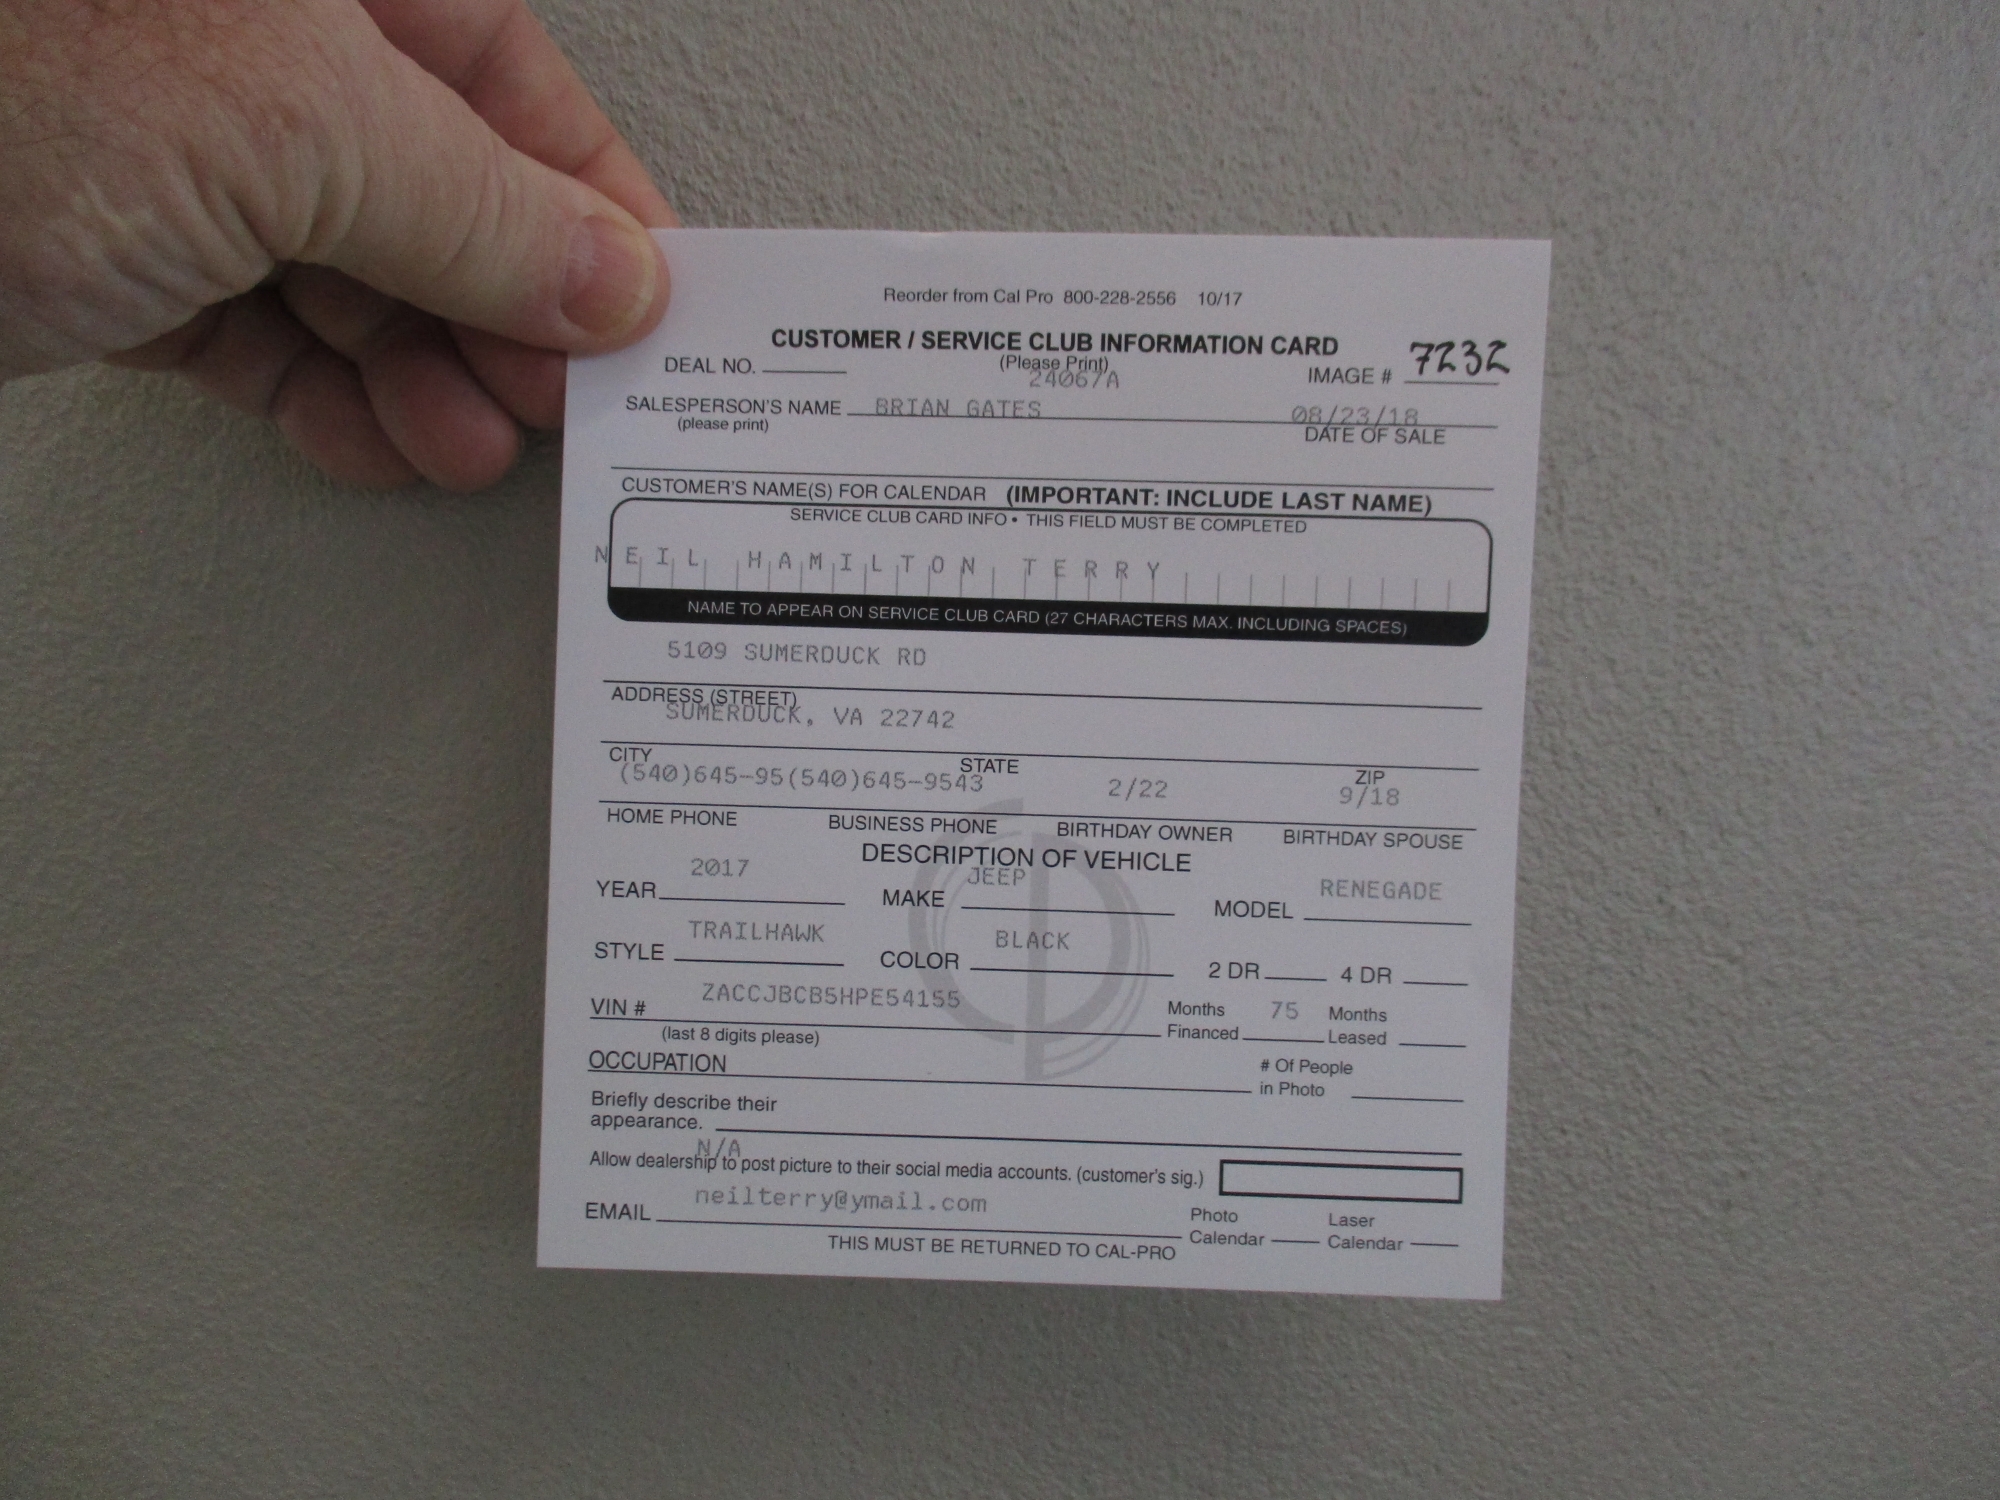 Reorder from Cal Pro 800-228-2556 10/17
CUSTOMER / SERVICE CLUB INFORMATION CARD
(Please Print)
DEAL NO. 24067A IMAGE # 7232
SALESPERSON'S NAME BRIAN GATES 08/23/18
(please print) DATE OF SALE
CUSTOMER'S NAME(S) FOR CALENDAR (IMPORTANT: INCLUDE LAST NAME)
SERVICE CLUB CARD INFO • THIS FIELD MUST BE COMPLETED
NEIL HAMILTON TERRY
NAME TO APPEAR ON SERVICE CLUB CARD (27 CHARACTERS MAX. INCLUDING SPACES)
5109 SUMERDUCK RD
ADDRESS (STREET)
SUMERDUCK, VA 22742
CITY STATE ZIP
(540)645-95(540)645-9543 2/22 9/18
HOME PHONE BUSINESS PHONE BIRTHDAY OWNER BIRTHDAY SPOUSE
DESCRIPTION OF VEHICLE
YEAR 2017 MAKE JEEP MODEL RENEGADE
STYLE TRAILHAWK COLOR BLACK 2 DR 4 DR
VIN # ZACCJBCB5HPE54155 Months Financed 75 Months Leased
(last 8 digits please)
OCCUPATION # Of People in Photo
Briefly describe their
appearance.
N/A
Allow dealership to post picture to their social media accounts. (customer's sig.)
EMAIL neilterry@ymail.com Photo Calendar Laser Calendar
THIS MUST BE RETURNED TO CAL-PRO